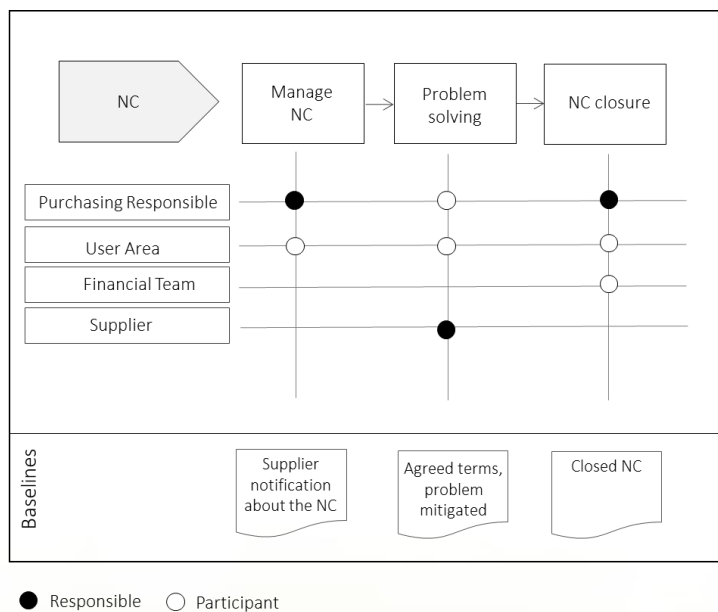 NC
Manage
NC
Problem
solving
NC closure
Purchasing Responsible
User Area
Financial Team
Supplier
Baselines
Supplier
notification
about the NC
Agreed terms,
problem
mitigated
Closed NC
Responsible
Participant